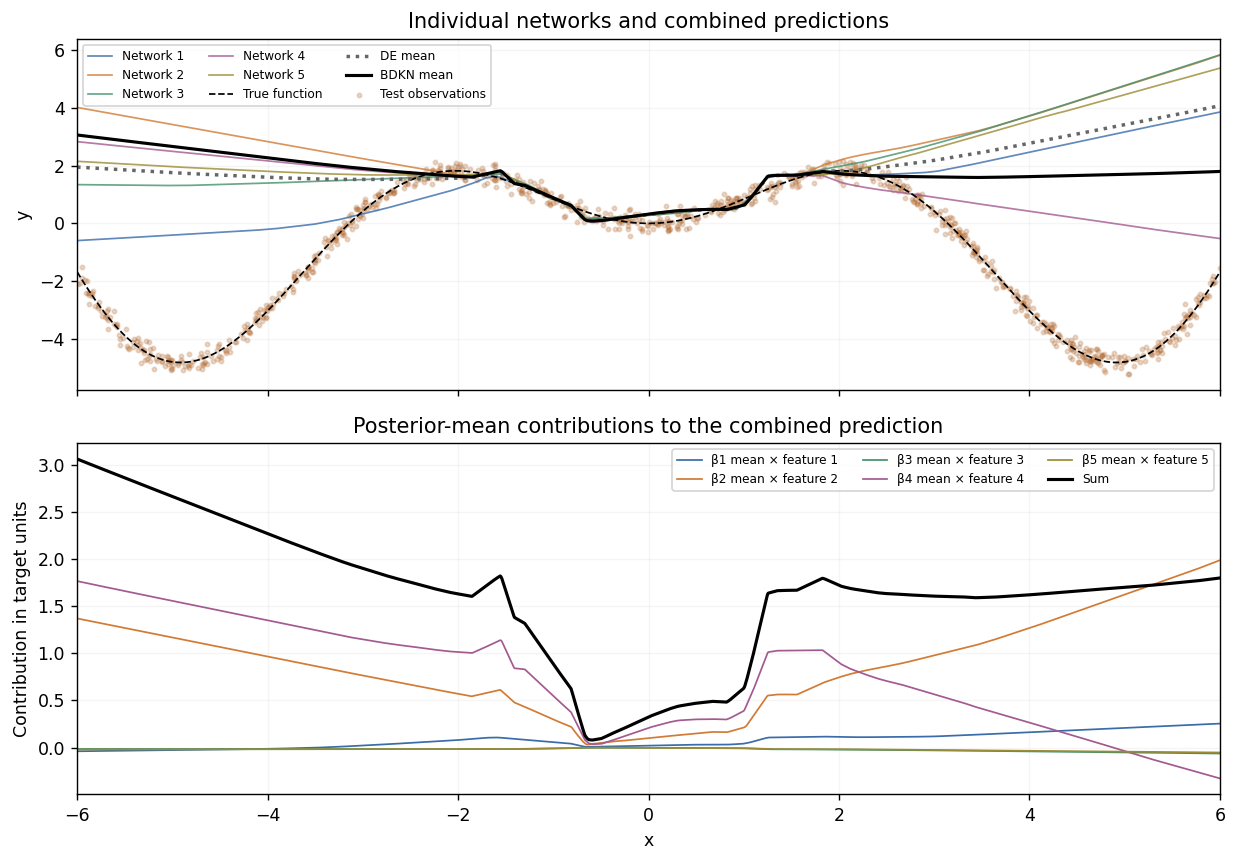 Individual networks and combined predictions
Network 1 Network 4 DE mean
Network 2 Network 5 BDKN mean
Network 3 True function Test observations
6
4
2
0
−2
−4
y
Posterior-mean contributions to the combined prediction
β1 mean × feature 1 β3 mean × feature 3 β5 mean × feature 5
β2 mean × feature 2 β4 mean × feature 4 Sum
3.0
2.5
2.0
1.5
1.0
0.5
0.0
Contribution in target units
−6 −4 −2 0 2 4 6
x